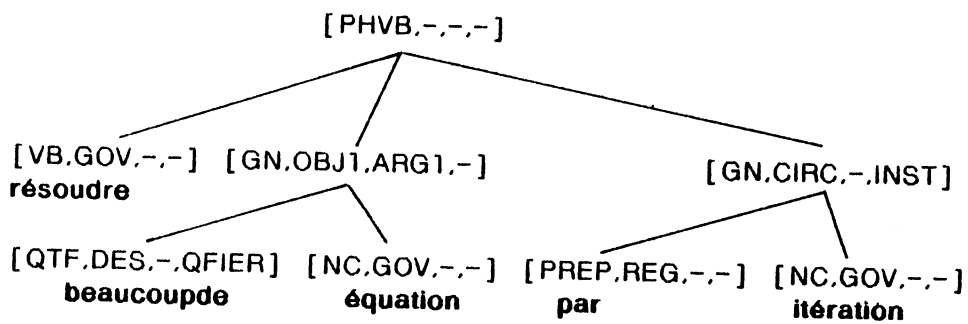 [PHVB,-,-,-]
[VB,GOV,-,-] [GN,OBJ1,ARG1,-] [GN,CIRC,-,INST]
résoudre
[QTF,DES,-,QFIER] [NC,GOV,-,-] [PREP,REG,-,-] [NC,GOV,-,-]
beaucoupde équation par itération